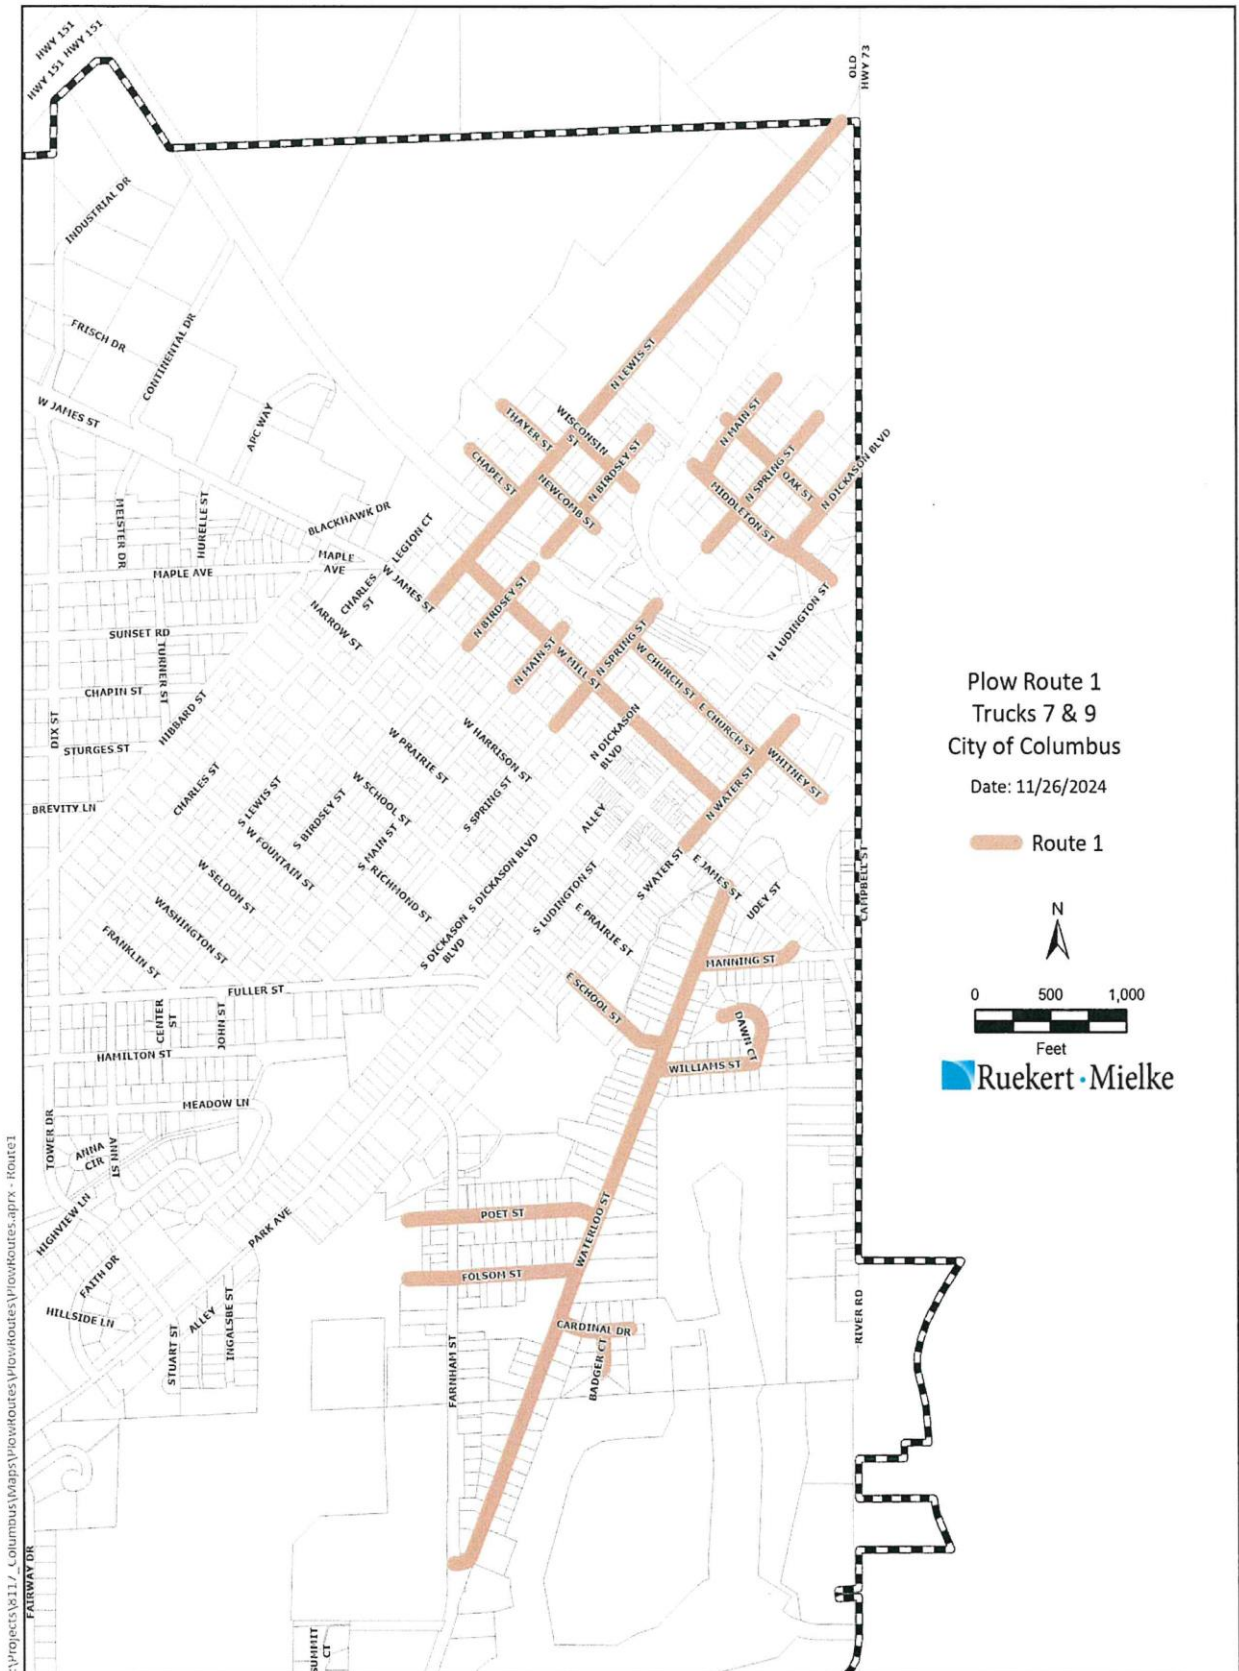 HWY 151
HWY 151
HWY 151
OLD
HWY 73
INDUSTRIAL DR
FRISCH DR
CONTINENTAL DR
W JAMES ST
APC WAY
N LEWIS ST
THAYER ST
WISCONSIN
ST
N BIRDSEY ST
CHAPEL ST
NEWCOMB ST
N MAIN ST
N SPRING ST
OAK ST
N DICKASON BLVD
MIDDLETON ST
MEISTER DR
HURELLE ST
BLACKHAWK DR
LEGION CT
MAPLE
AVE
MAPLE AVE
CHARLES
ST
W JAMES ST
NARROW ST
N BIRDSEY ST
N LUDINGTON ST
SUNSET RD
TURNER ST
N MAIN ST
W MILL ST
N SPRING ST
W CHURCH ST
E CHURCH ST
CHAPIN ST
HIBBARD ST
DIX ST
STURGES ST
W PRAIRIE ST
W HARRISON ST
N DICKASON
BLVD
WHITNEY ST
N WATER ST
BREVITY LN
CHARLES ST
S LEWIS ST
S BIRDSEY ST
W SCHOOL ST
S SPRING ST
ALLEY
W FOUNTAIN ST
S MAIN ST
S DICKASON BLVD
S LUDINGTON ST
S WATER ST
E JAMES ST
UDEY ST
CAMPBELL ST
W SELDON ST
RICHMOND ST
WASHINGTON ST
FRANKLIN ST
S DICKASON
BLVD
E PRAIRIE ST
MANNING ST
FULLER ST
E SCHOOL ST
CENTER
ST
JOHN ST
DAWN CT
HAMILTON ST
WILLIAMS ST
MEADOW LN
TOWER DR
ANNA
CIR
ANN ST
HIGHVIEW LN
PARK AVE
POET ST
WATERLOO ST
FAITH DR
FOLSOM ST
HILLSIDE LN
ALLEY
STUART ST
INGALSBE ST
FARNHAM ST
CARDINAL DR
BADGER CT
RIVER RD
FAIRWAY DR
SUMMIT
CT
Plow Route 1
Trucks 7 & 9
City of Columbus
Date: 11/26/2024
Route 1
N
0 500 1,000
Feet
Ruekert · Mielke
\Projects\8117_Columbus\Maps\PlowRoutes\PlowRoutes\PlowRoutes.aprx - Route1